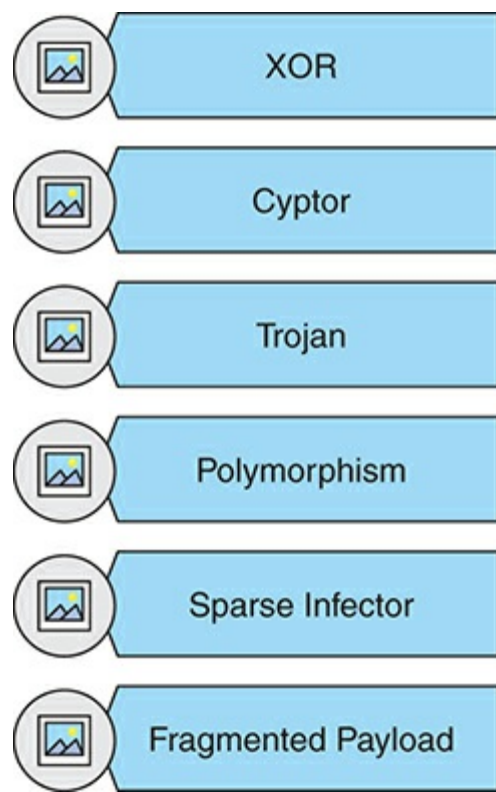 XOR
Cyptor
Trojan
Polymorphism
Sparse Infector
Fragmented Payload